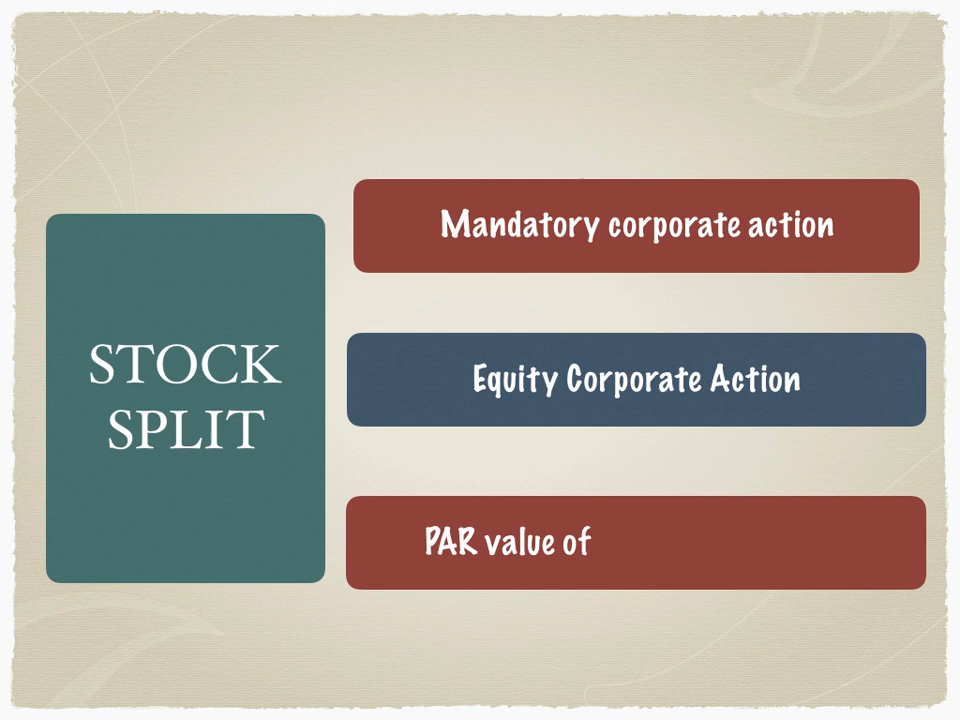 STOCK
SPLIT
Mandatory corporate action
Equity Corporate Action
PAR value of